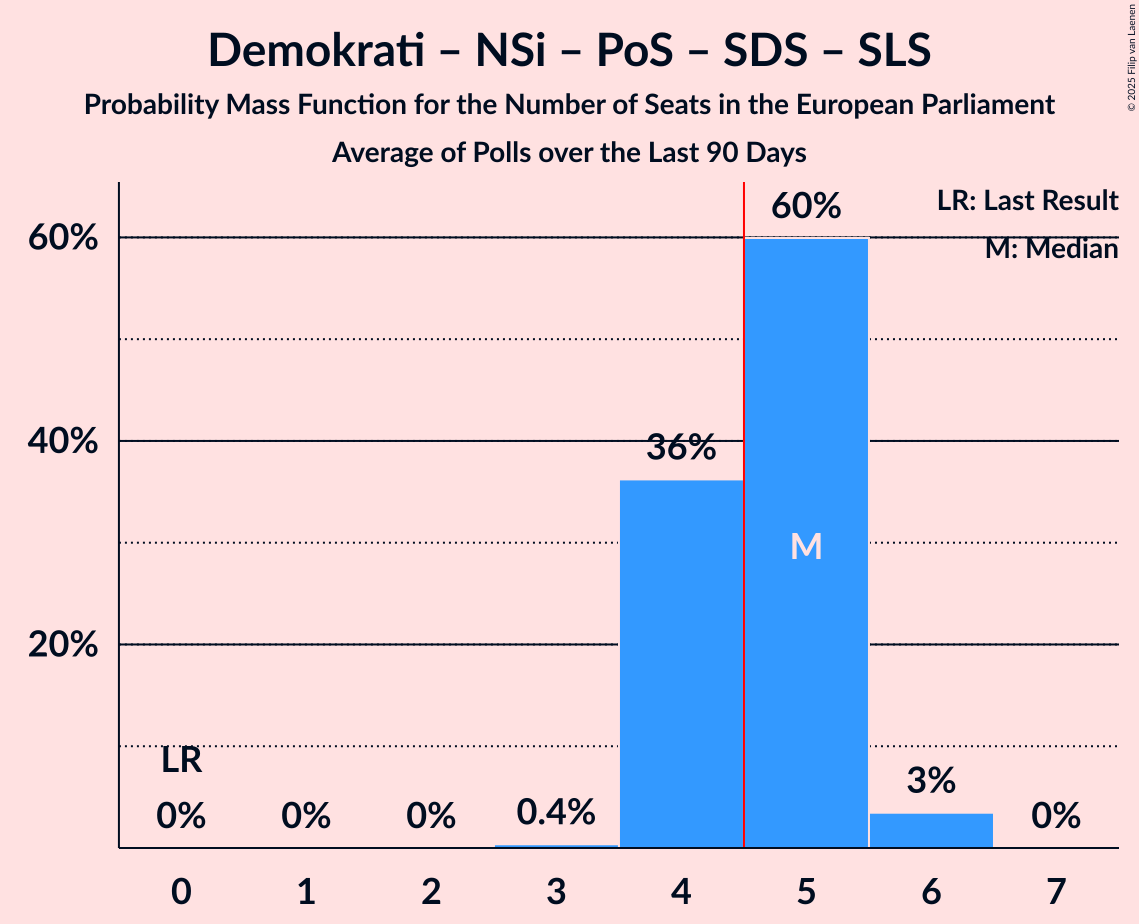 Demokrati – NSi – PoS – SDS – SLS
Probability Mass Function for the Number of Seats in the European Parliament
Average of Polls over the Last 90 Days
© 2025 Filip van Laenen
LR: Last Result
M: Median
60%
40%
20%
LR
0%
0%
0%
0.4%
36%
60%
M
3%
0%
0 1 2 3 4 5 6 7